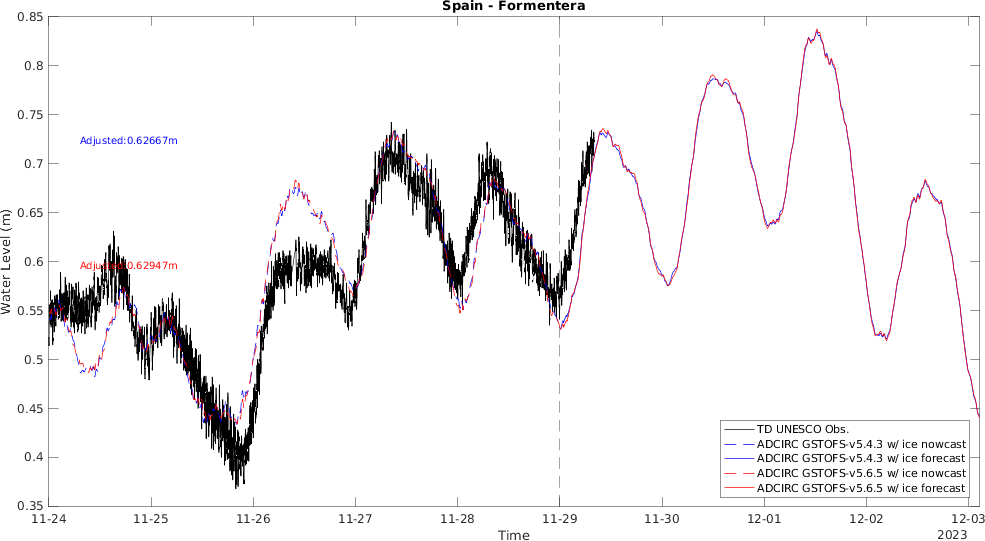 Spain - Formentera
0.85
0.8
0.75
0.7
0.65
0.6
0.55
0.5
0.45
0.4
0.35
Water Level (m)
Adjusted:0.62667m
Adjusted:0.62947m
TD UNESCO Obs.
ADCIRC GSTOFS-v5.4.3 w/ ice nowcast
ADCIRC GSTOFS-v5.4.3 w/ ice forecast
ADCIRC GSTOFS-v5.6.5 w/ ice nowcast
ADCIRC GSTOFS-v5.6.5 w/ ice forecast
11-24 11-25 11-26 11-27 11-28 11-29 11-30 12-01 12-02 12-03
Time
2023